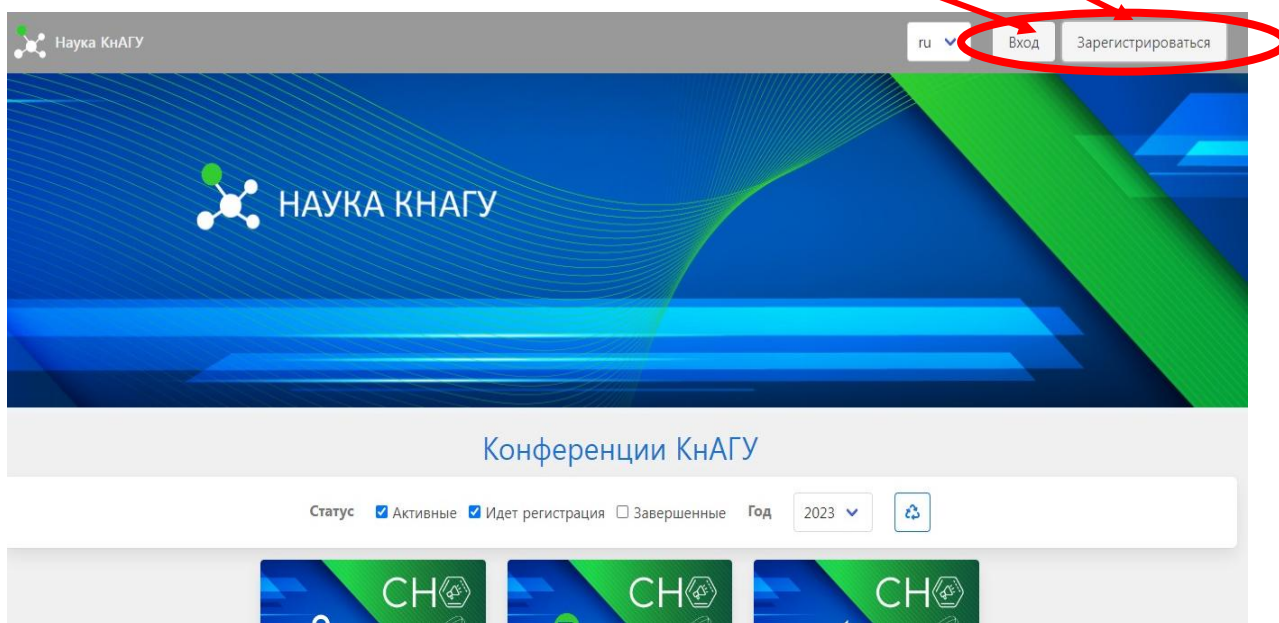 Наука КнАГУ
ru Вход Зарегистрироваться
НАУКА КНАГУ
Конференции КнАГУ
Статус Активные Идет регистрация Завершенные Год 2023
СН СН СН